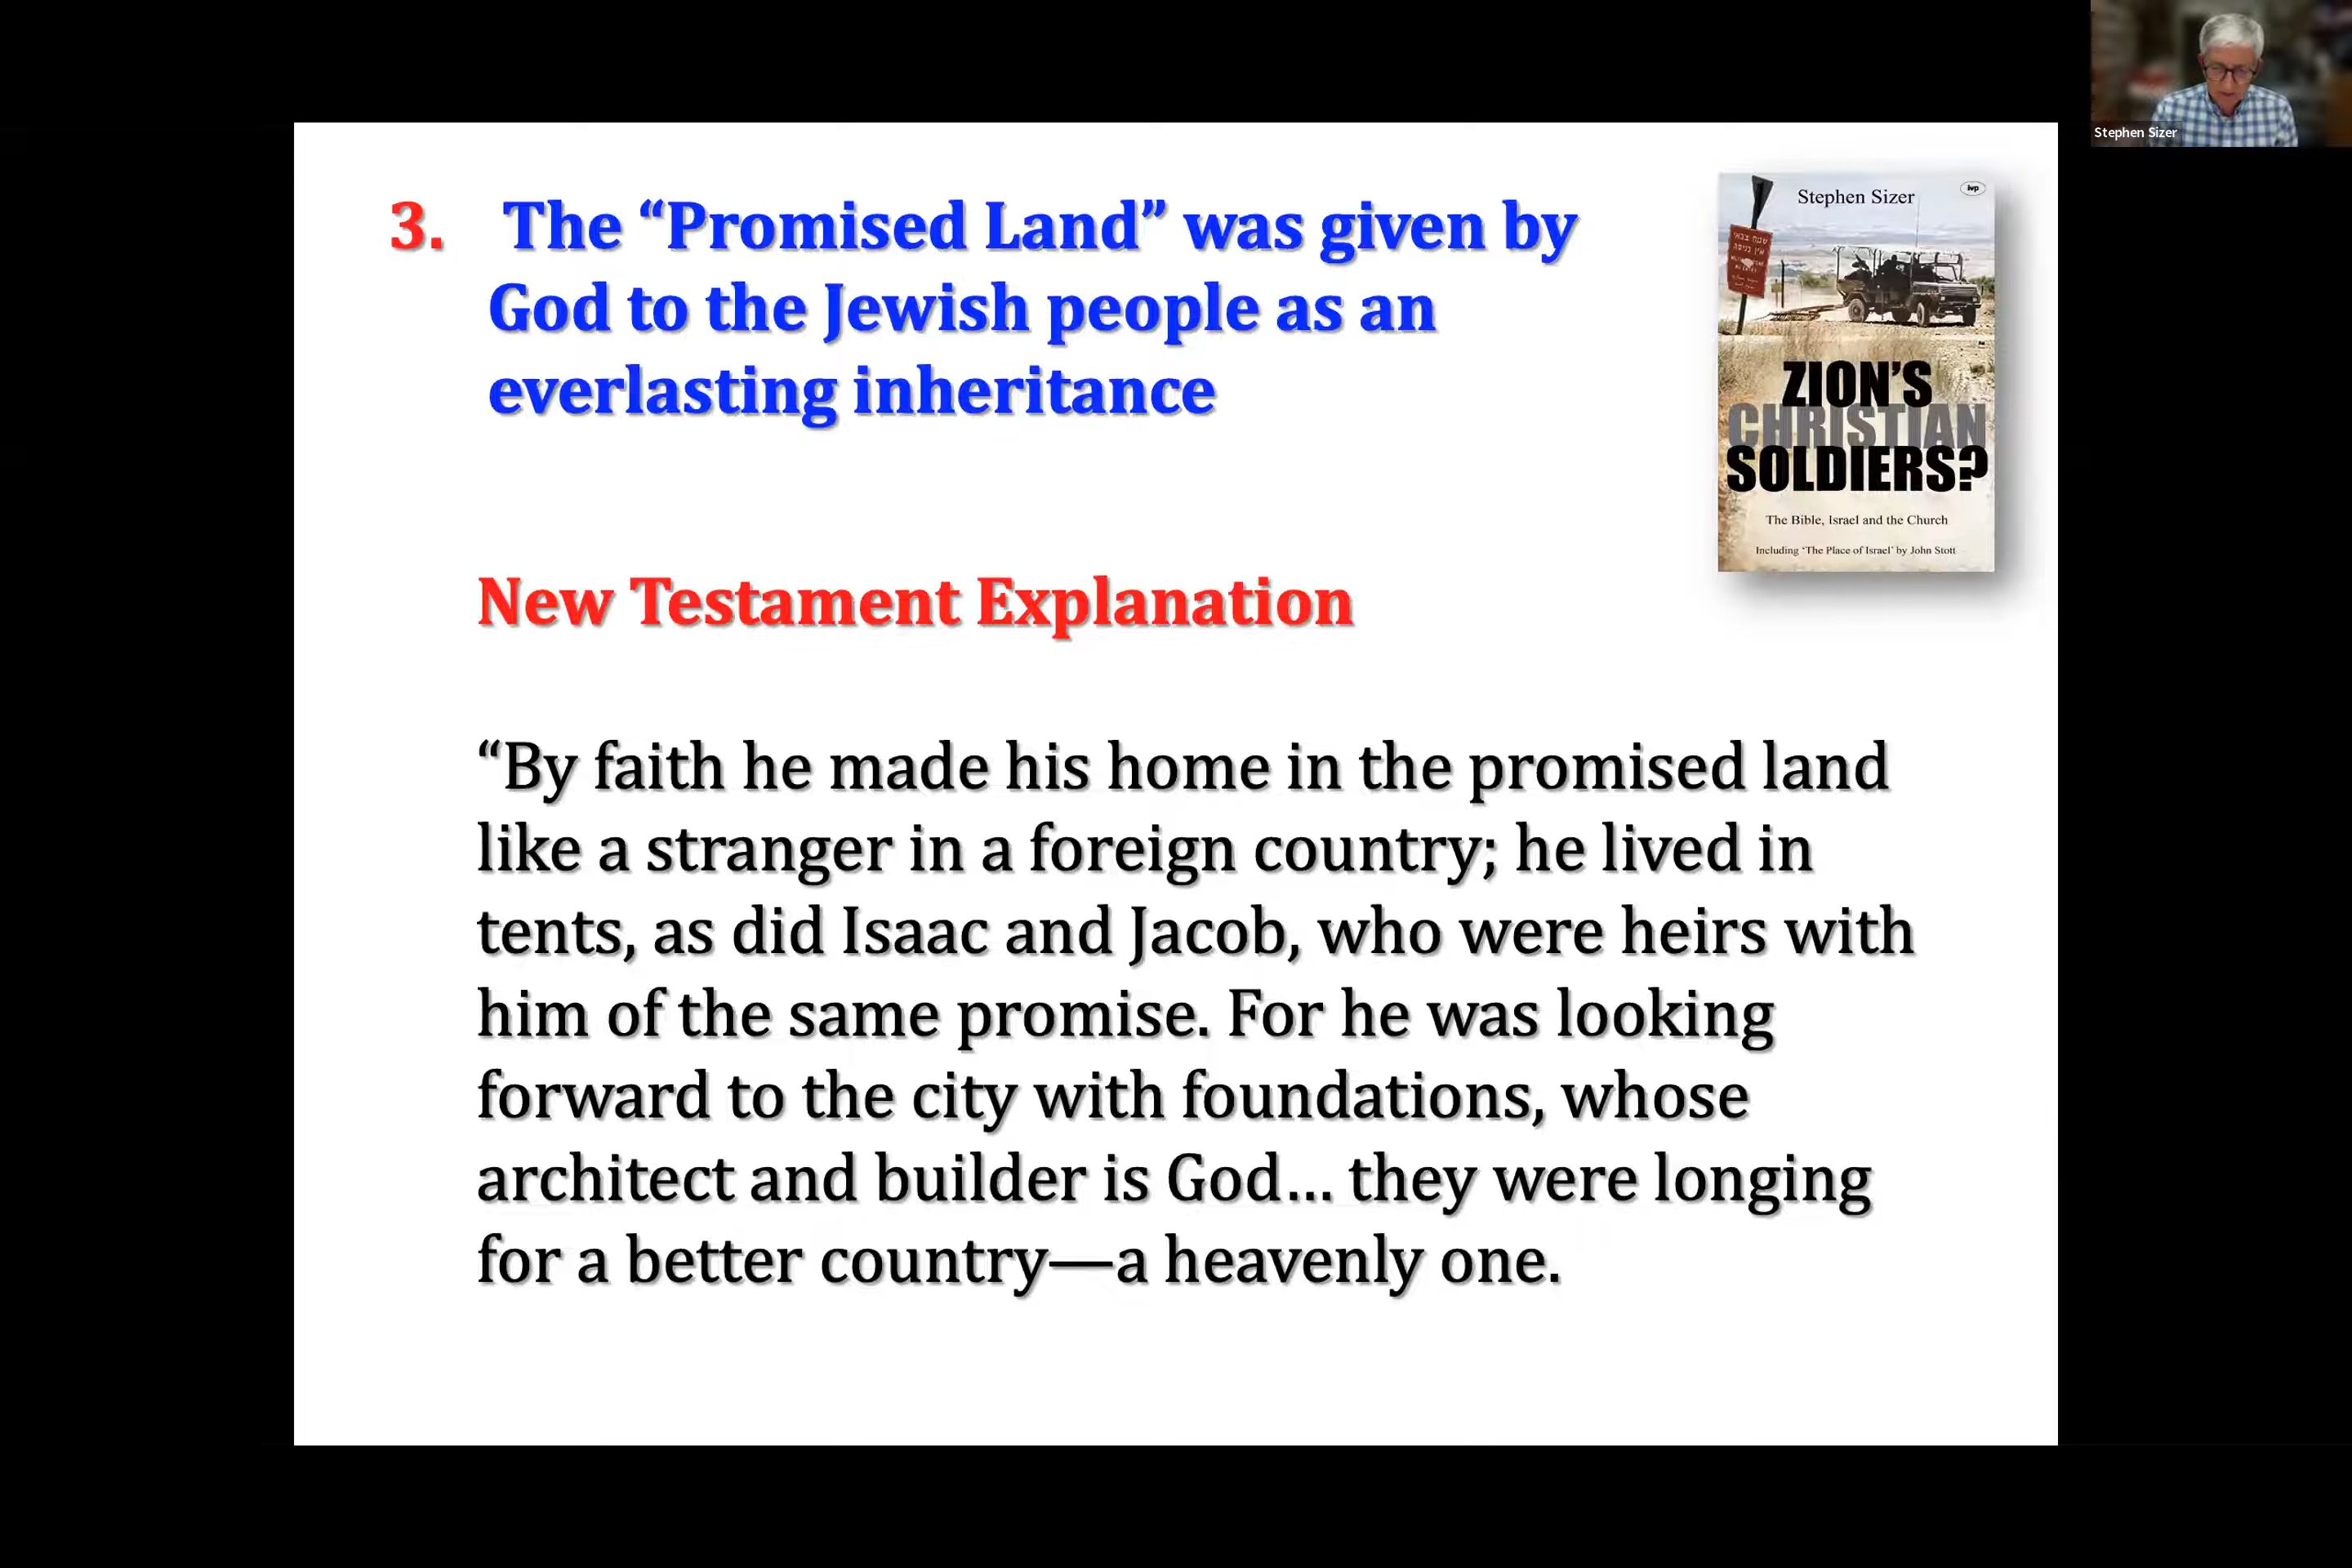 Stephen Sizer
3. The “Promised Land” was given by
God to the Jewish people as an
everlasting inheritance
Stephen Sizer
ivp
ZION’S
CHRISTIAN
SOLDIERS?
The Bible, Israel and the Church
Including ‘The Place of Israel’ by John Stott
New Testament Explanation
“By faith he made his home in the promised land
like a stranger in a foreign country; he lived in
tents, as did Isaac and Jacob, who were heirs with
him of the same promise. For he was looking
forward to the city with foundations, whose
architect and builder is God… they were longing
for a better country—a heavenly one.